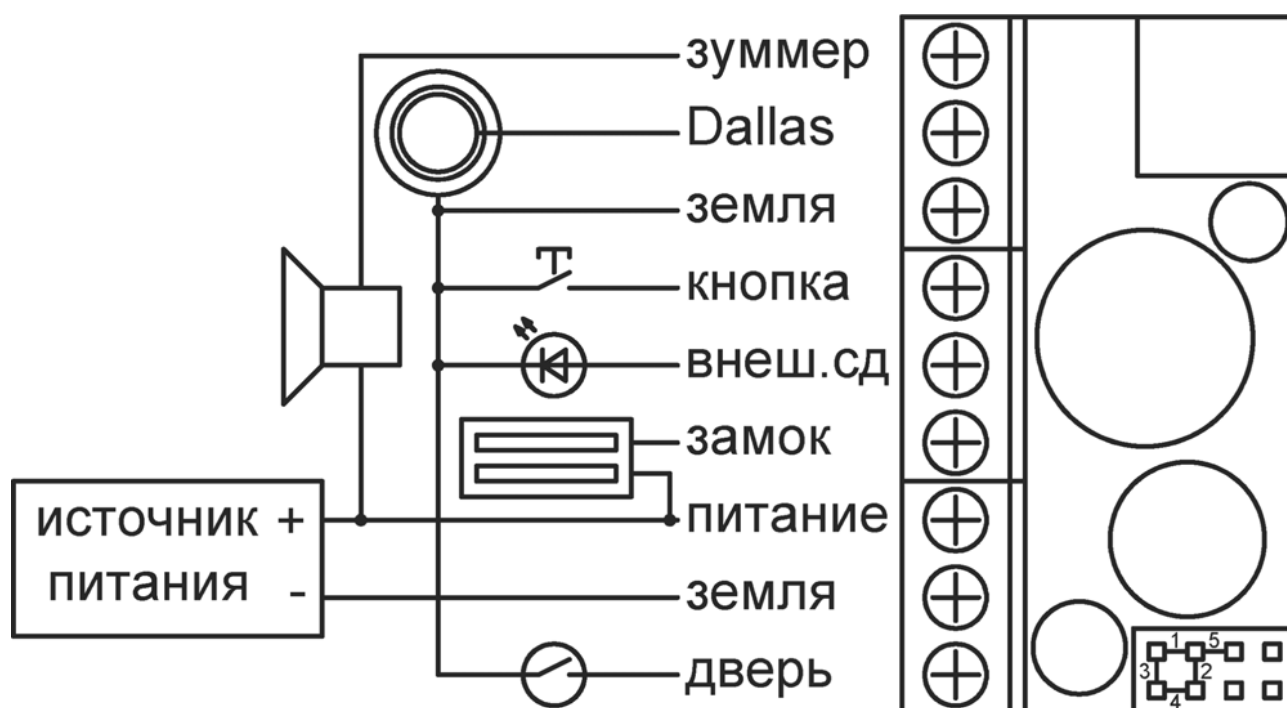 зуммер
Dallas
земля
кнопка
внеш.сд
замок
питание
земля
дверь
источник +
питания -
1 5
3 2
4